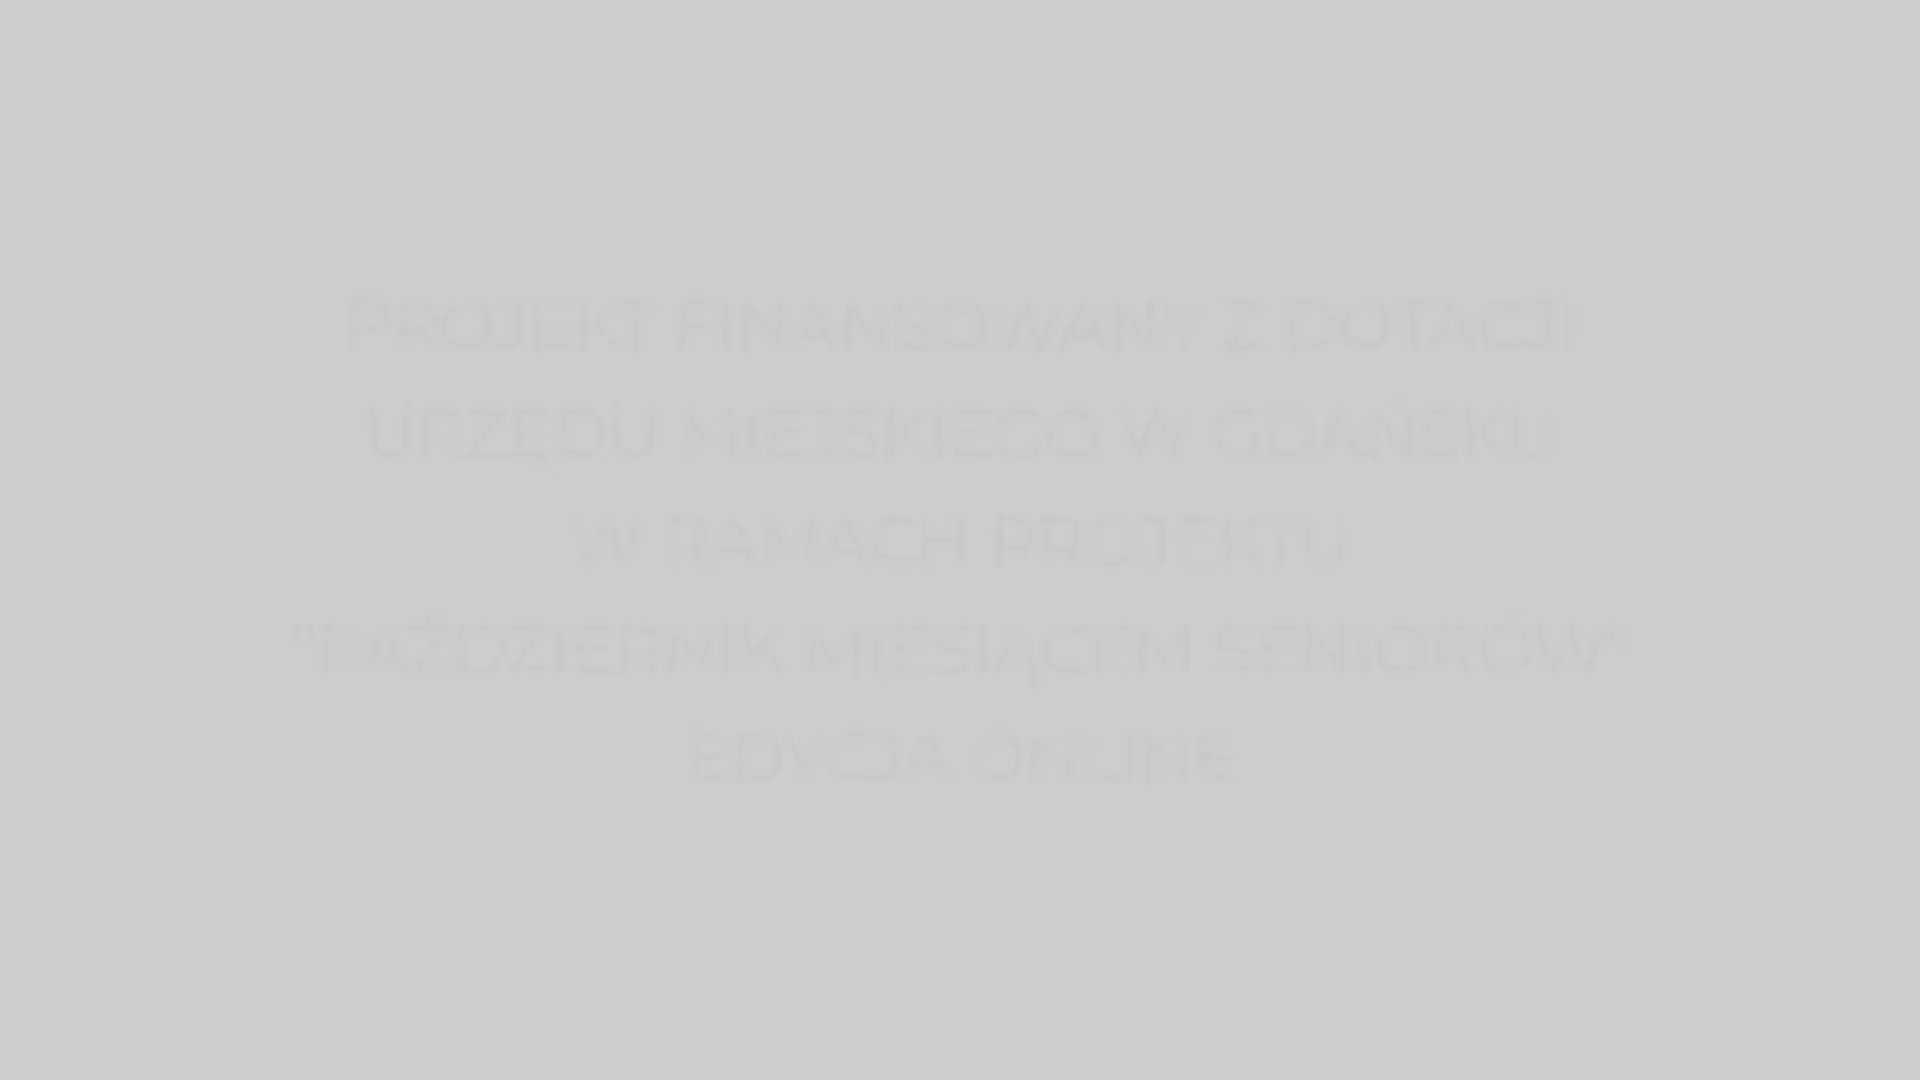 PROJEKT FINANSOWANY Z DOTACJI
URZĘDU MIEJSKIEGO W GDAŃSKU
W RAMACH PROJEKTU
"PAŹDZIERNIK MIESIĄCEM SENIORÓW"
EDYCJA ONLINE